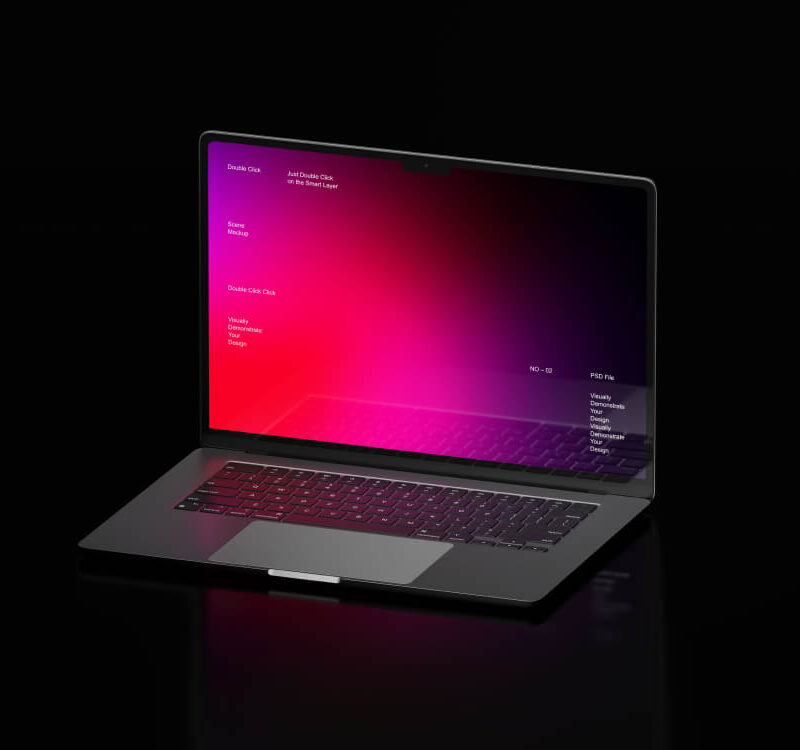 Double Click
Just Double Click
on the Smart Layer
Scene
Mockup
Double Click Click
Visually
Demonstrate
Your
Design
NO – 02
PSD File
Visually
Demonstrate
Your
Design
Visually
Demonstrate
Your
Design